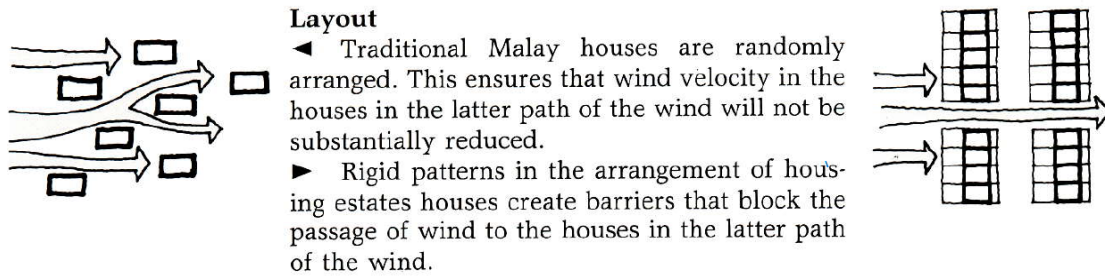 Layout
◄ Traditional Malay houses are randomly
arranged. This ensures that wind velocity in the
houses in the latter path of the wind will not be
substantially reduced.
► Rigid patterns in the arrangement of hous-
ing estates houses create barriers that block the
passage of wind to the houses in the latter path
of the wind.